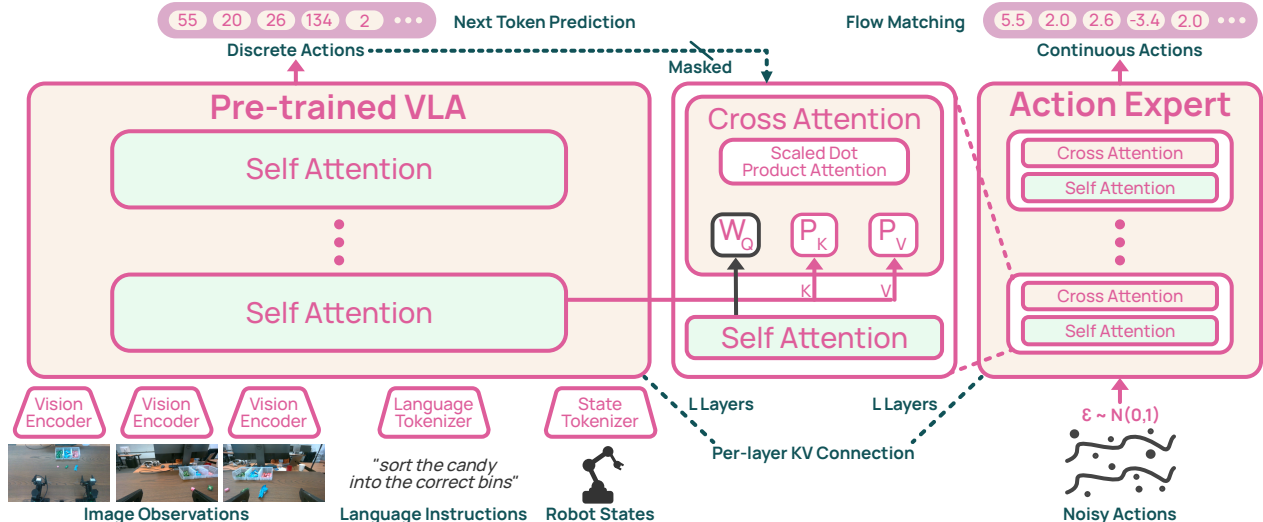 55 20 26 134 2
Next Token Prediction
Flow Matching
5.5 2.0 2.6 -3.4 2.0
Discrete Actions
Continuous Actions
Masked
Pre-trained VLA
Self Attention
Self Attention
Cross Attention
Scaled Dot
Product Attention
WQ PK PV
K V
Self Attention
Action Expert
Cross Attention
Self Attention
Cross Attention
Self Attention
Vision
Encoder
Vision
Encoder
Vision
Encoder
Language
Tokenizer
State
Tokenizer
L Layers
L Layers
Per-layer KV Connection
ε ~ N(0,1)
"sort the candy
into the correct bins"
Image Observations
Language Instructions
Robot States
Noisy Actions